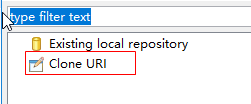 type filter text
Existing local repository
Clone URI